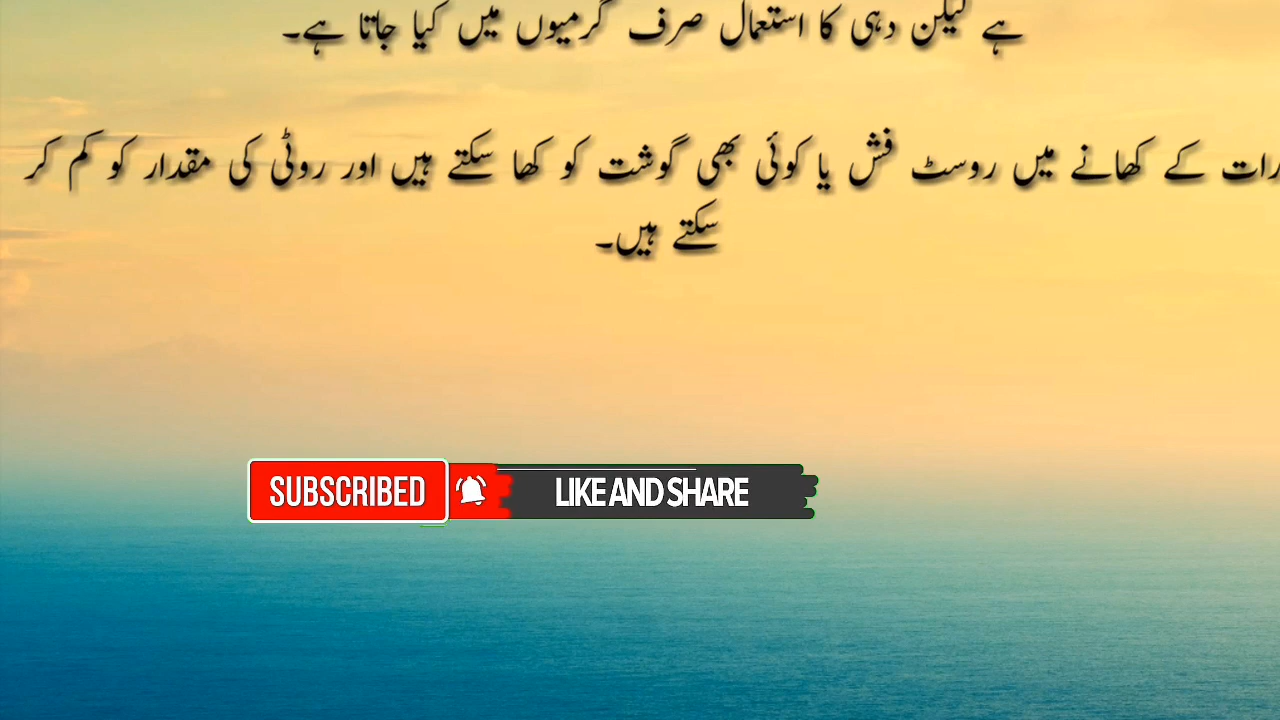 ہے لیکن دہی کا استعمال صرف گرمیوں میں کیا جاتا ہے۔
رات کے کھانے میں روسٹ فش یا کوئی بھی گوشت کو کھا سکتے ہیں اور روٹی کی مقدار کو کم کر
سکتے ہیں۔
SUBSCRIBED LIKE AND SHARE